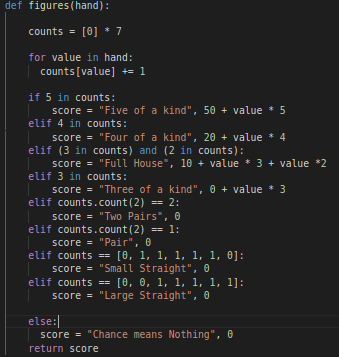 def figures(hand):
counts = [0] * 7
for value in hand:
counts[value] += 1
if 5 in counts:
score = "Five of a kind", 50 + value * 5
elif 4 in counts:
score = "Four of a kind", 20 + value * 4
elif (3 in counts) and (2 in counts):
score = "Full House", 10 + value * 3 + value *2
elif 3 in counts:
score = "Three of a kind", 0 + value * 3
elif counts.count(2) == 2:
score = "Two Pairs", 0
elif counts.count(2) == 1:
score = "Pair", 0
elif counts == [0, 1, 1, 1, 1, 1, 0]:
score = "Small Straight", 0
elif counts == [0, 0, 1, 1, 1, 1, 1]:
score = "Large Straight", 0
else:
score = "Chance means Nothing", 0
return score